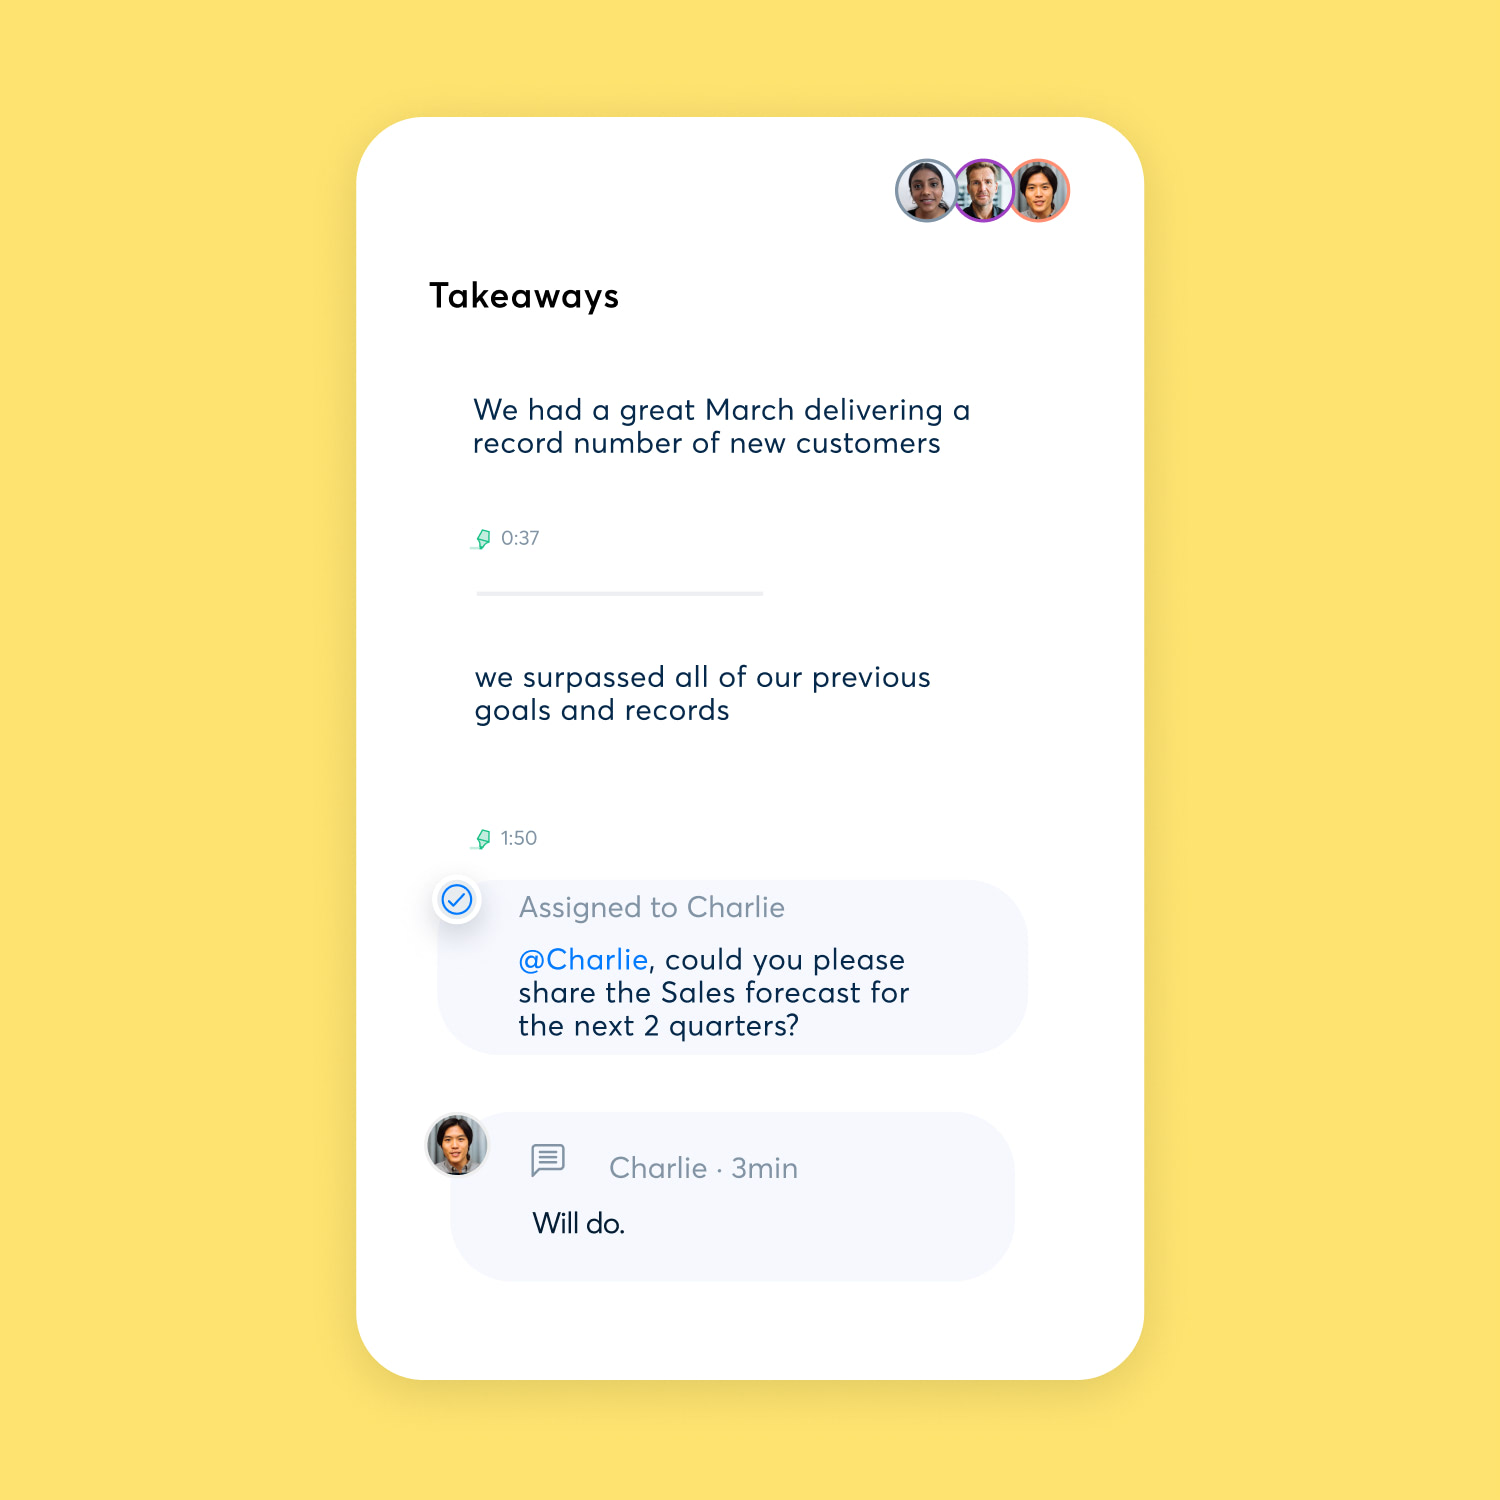 Takeaways
We had a great March delivering a
record number of new customers
0:37
we surpassed all of our previous
goals and records
1:50
Assigned to Charlie
@Charlie, could you please
share the Sales forecast for
the next 2 quarters?
Charlie · 3min
Will do.